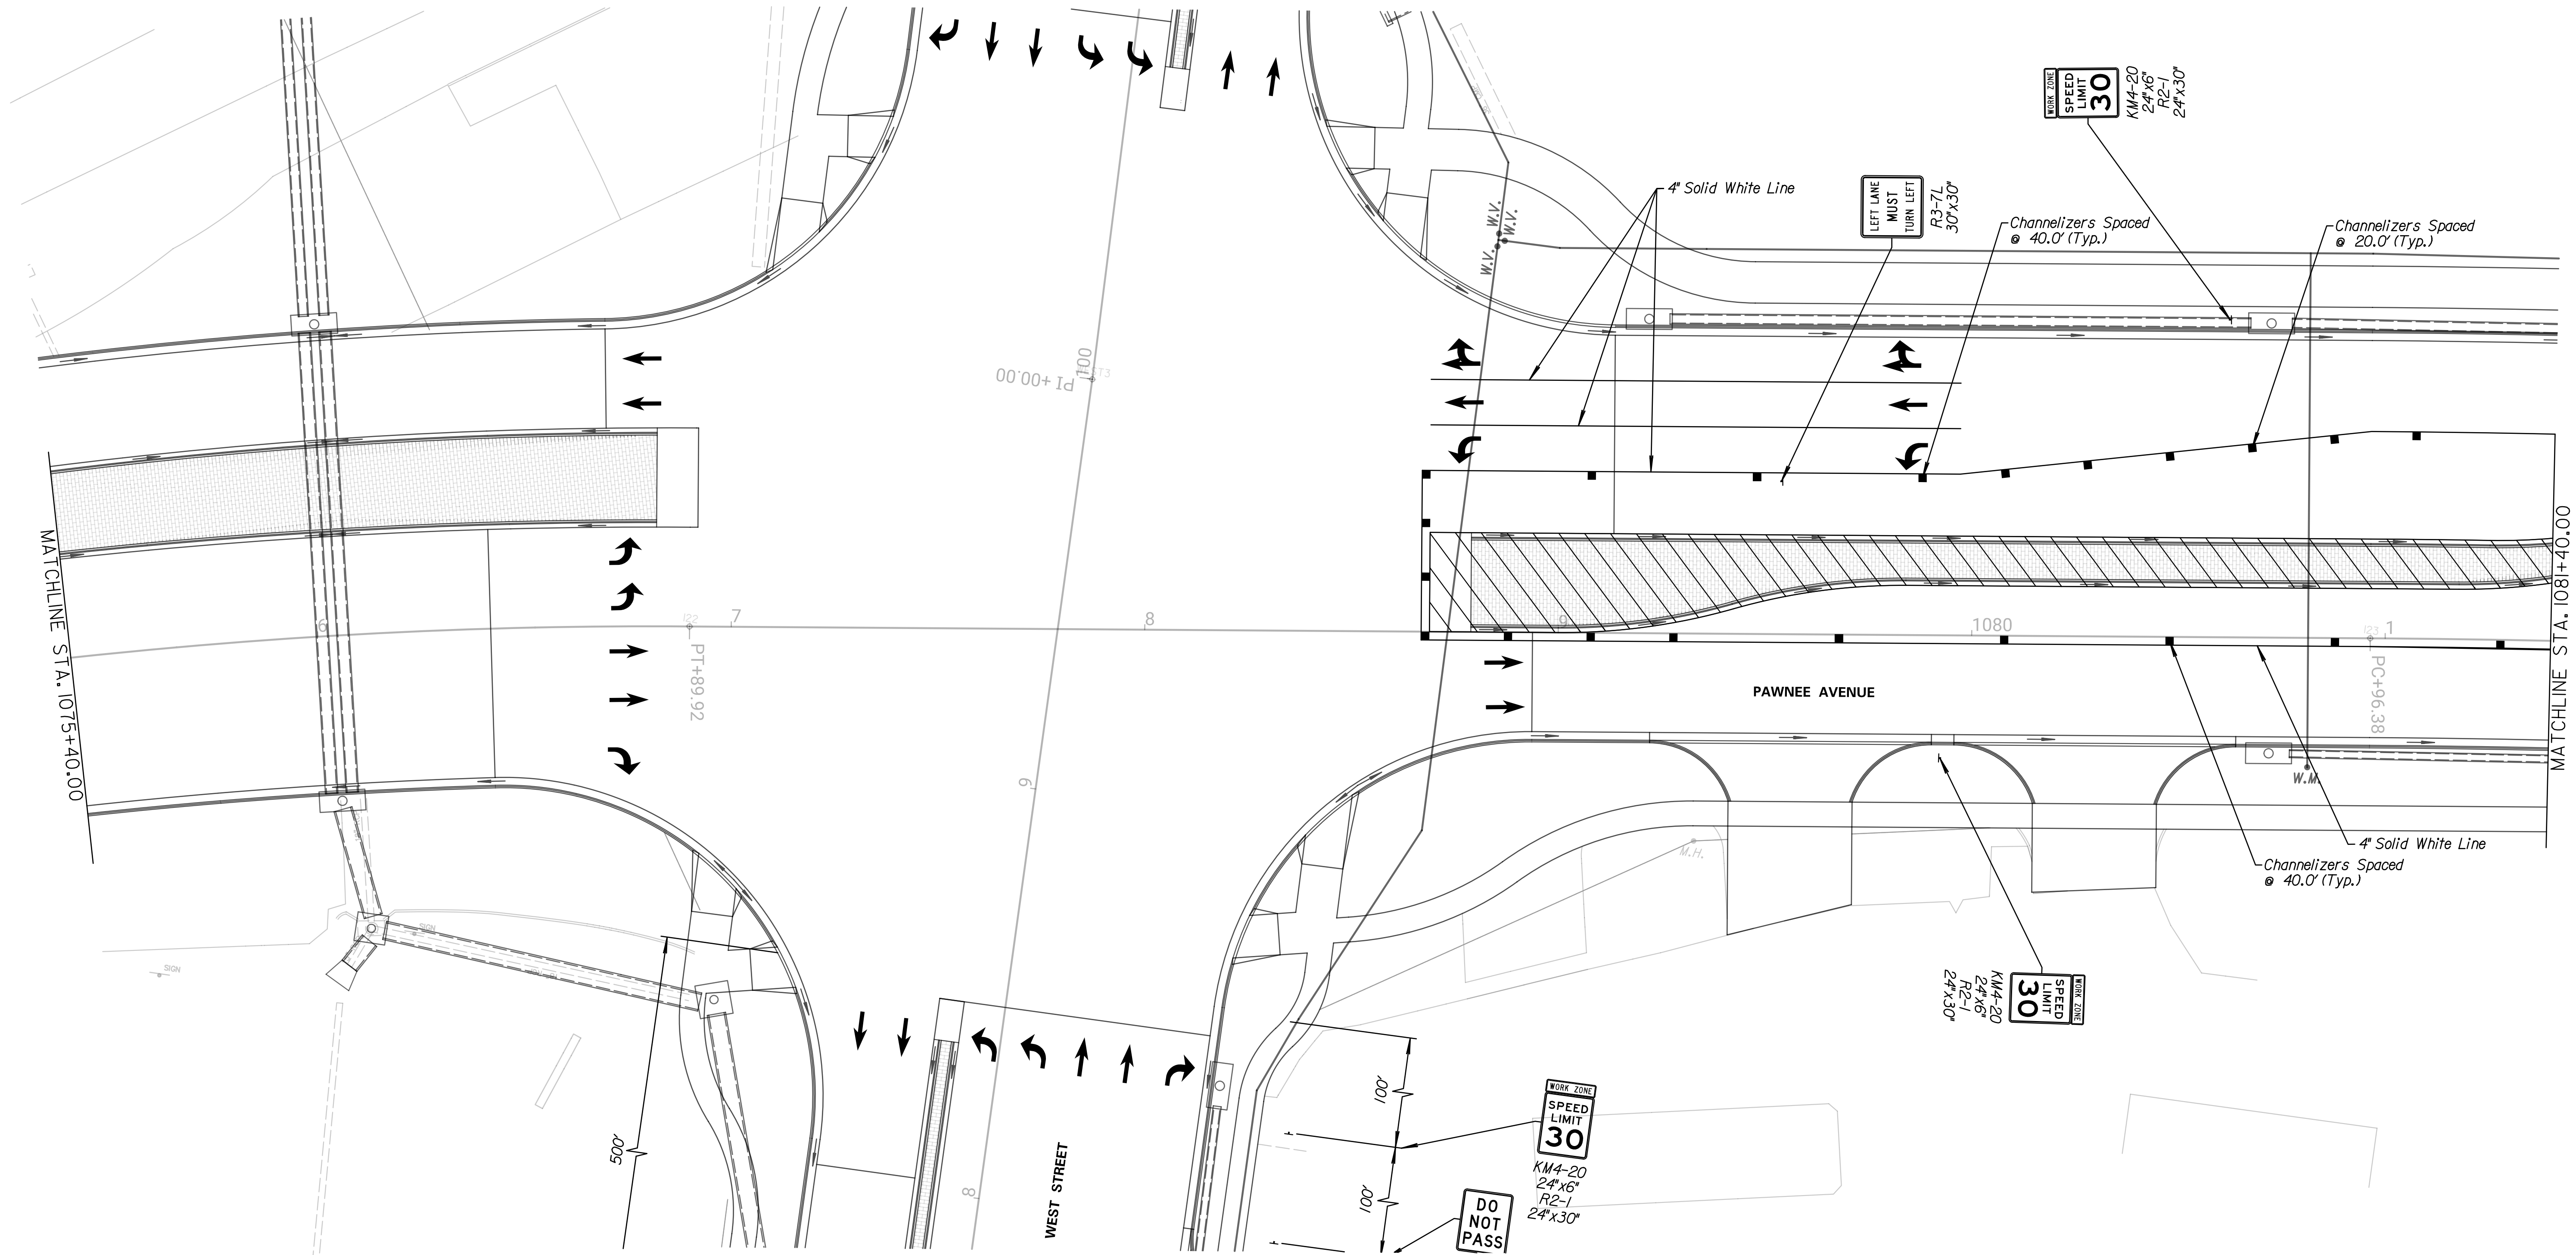 WORK ZONE
SPEED
LIMIT
30
KM4-20
24"x6"
R2-1
24"x30"
4" Solid White Line
LEFT LANE
MUST
TURN LEFT
R3-7L
30"x30"
Channelizers Spaced
@ 40.0' (Typ.)
Channelizers Spaced
@ 20.0' (Typ.)
W.V.
W.V.
W.V.
PI +00.00
100
MATCHLINE STA. 1075+40.00
MATCHLINE STA. 1081+40.00
6
122
7
8
9
1080
123
1
PT+89.92
PC+96.38
PAWNEE AVENUE
9
W.M.
M.H.
4" Solid White Line
Channelizers Spaced
@ 40.0' (Typ.)
SIGN
SIGN
WORK ZONE
SPEED
LIMIT
30
KM4-20
24"x6"
R2-1
24"x30"
500'
100'
100'
WORK ZONE
SPEED
LIMIT
30
KM4-20
24"x6"
R2-1
24"x30"
WEST STREET
8
DO
NOT
PASS